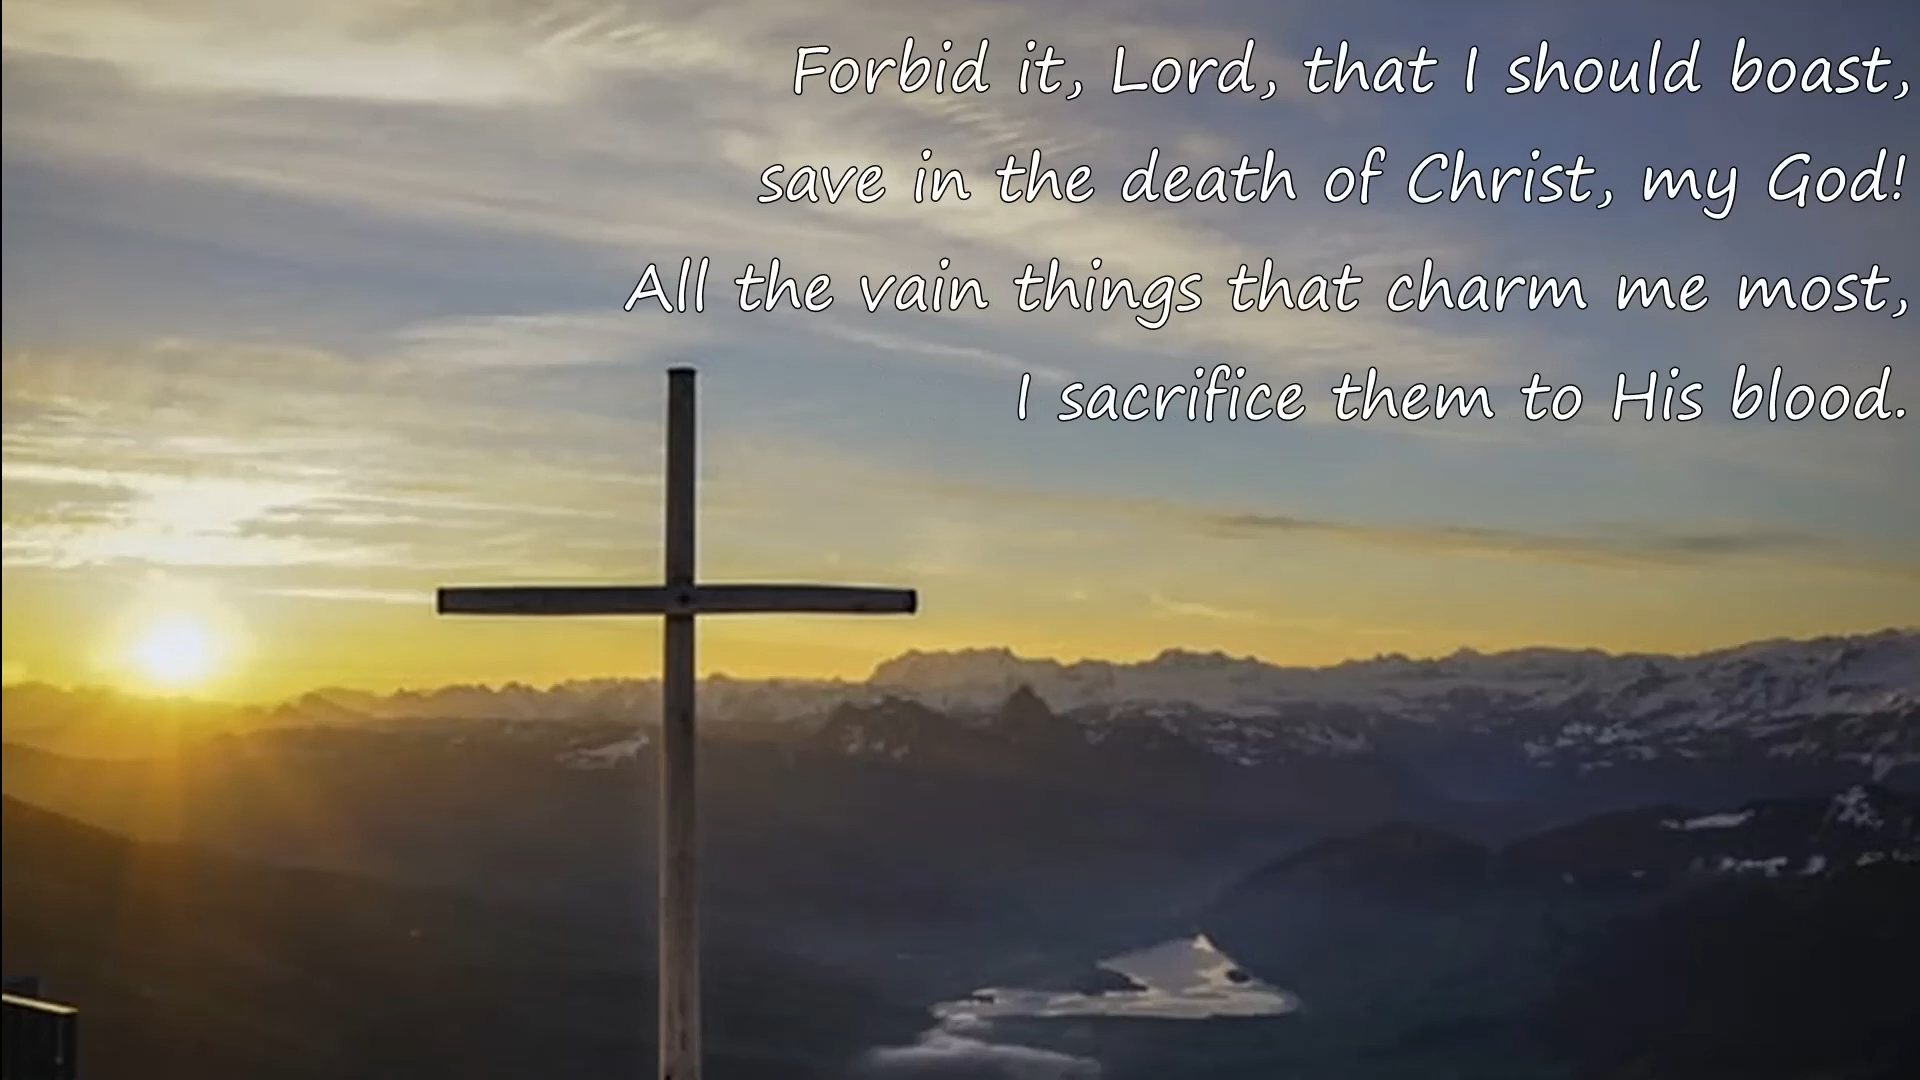 Forbid it, Lord, that I should boast,
save in the death of Christ, my God!
All the vain things that charm me most,
I sacrifice them to His blood.